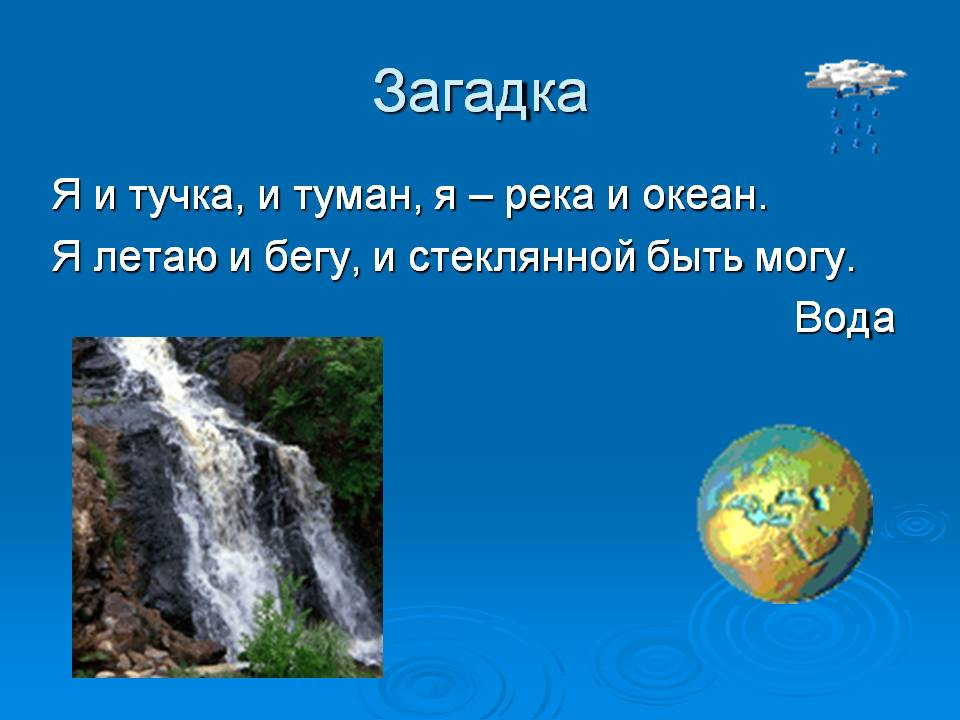 Загадка
Я и тучка, и туман, я – река и океан.
Я летаю и бегу, и стеклянной быть могу.
Вода